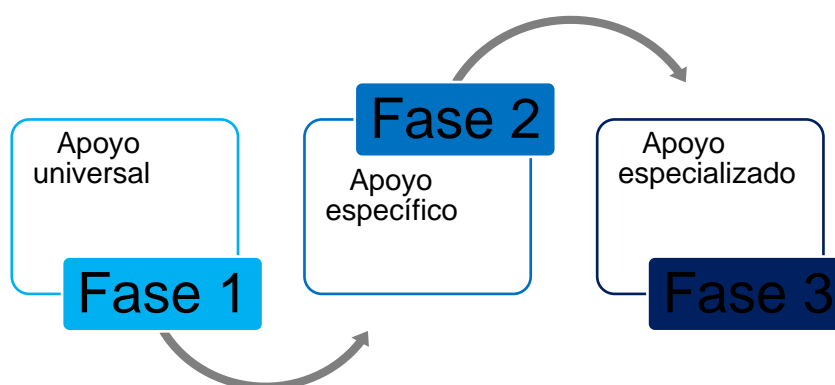 Apoyo
universal
Fase 1
Fase 2
Apoyo
específico
Apoyo
especializado
Fase 3